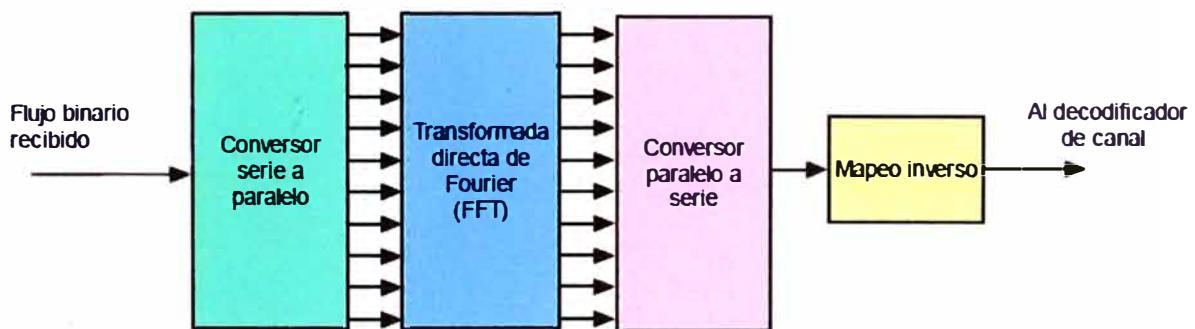 Flujo binario
recibido
Conversor
serie a
paralelo
Transformada
directa de
Fourier
(FFT)
Conversor
paralelo a
serie
Mapeo inverso
Al decodificador
de canal